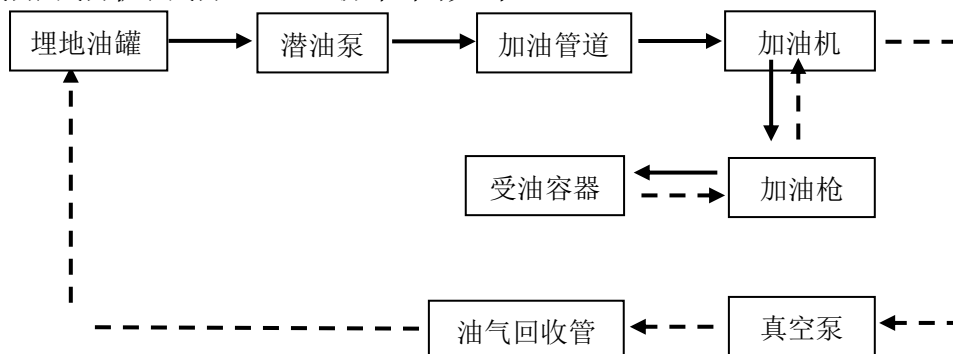 埋地油罐
潜油泵
加油管道
加油机
受油容器
加油枪
油气回收管
真空泵